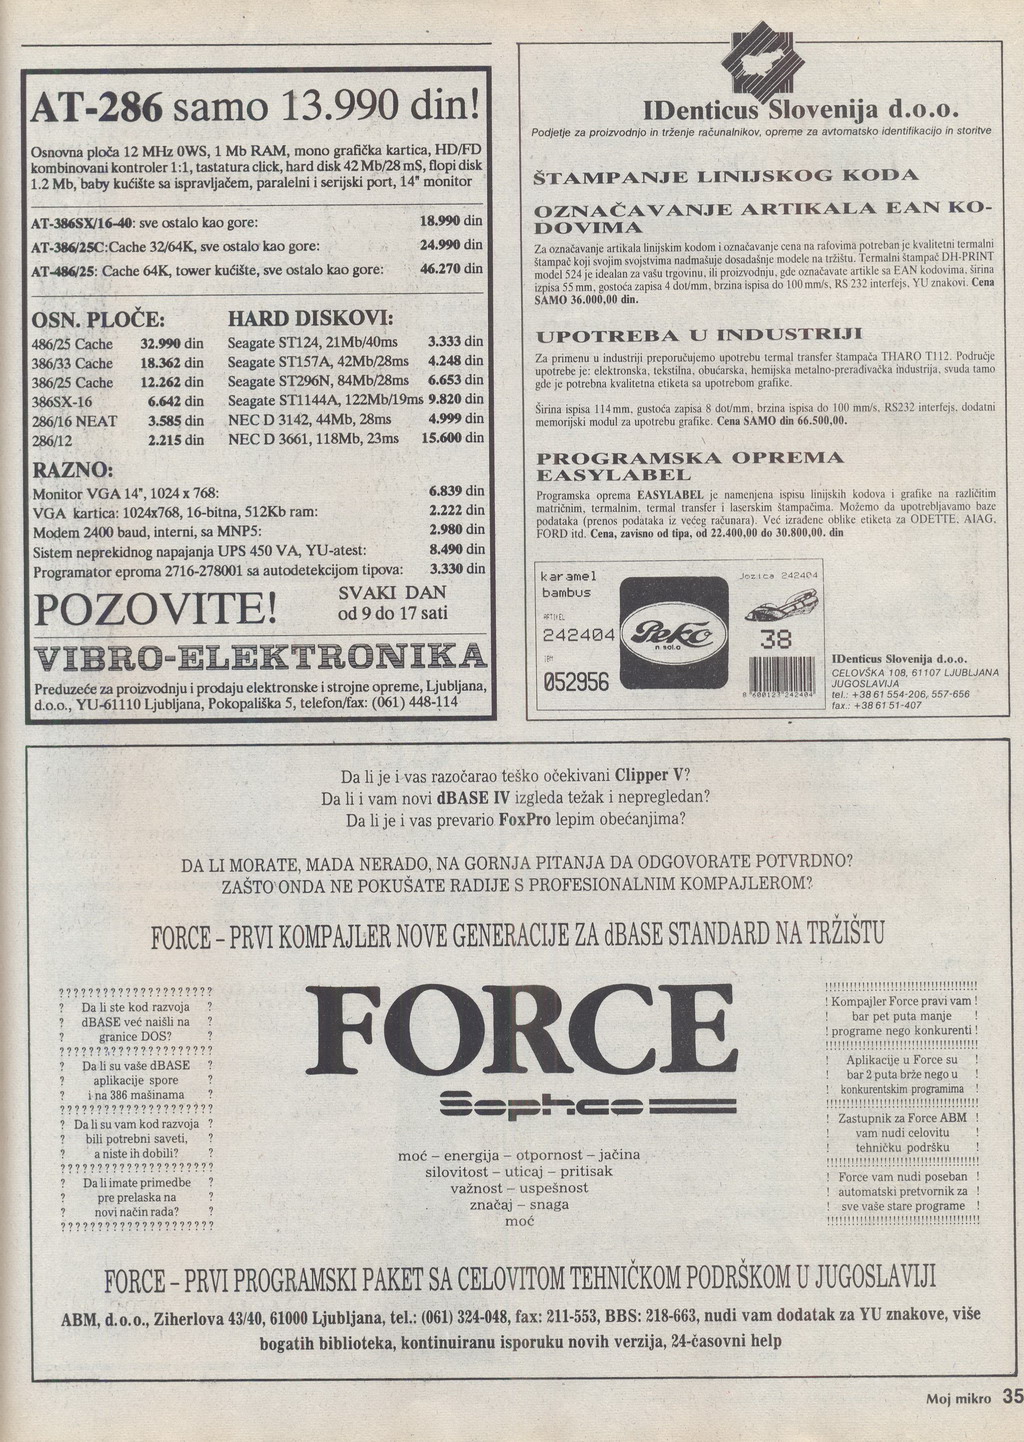 AT-286 samo 13.990 din!
Osnovna ploča 12 MHz OWS, 1 Mb RAM, mono grafička kartica, HD/FD
kombinovani kontroler 1:1, tastatura click, hard disk 42 Mb/28 mS, flopi disk
1.2 Mb, baby kućište sa ispravljačem, paralelni i serijski port, 14" monitor
AT-386SX/16-40: sve ostalo kao gore: 18.990 din
AT-386/25C:Cache 32/64K, sve ostalo kao gore: 24.990 din
AT-486/25: Cache 64K, tower kućište, sve ostalo kao gore: 46.270 din
OSN. PLOČE:
486/25 Cache 32.990 din
386/33 Cache 18.362 din
386/25 Cache 12.262 din
386SX-16 6.642 din
286/16 NEAT 3.585 din
286/12 2.215 din
HARD DISKOVI:
Seagate ST124, 21Mb/40ms 3.333 din
Seagate ST157A, 42Mb/28ms 4.248 din
Seagate ST296N, 84Mb/28ms 6.653 din
Seagate ST1144A, 122Mb/19ms 9.820 din
NEC D 3142, 44Mb, 28ms 4.999 din
NEC D 3661, 118Mb, 23ms 15.600 din
RAZNO:
Monitor VGA 14", 1024 x 768: 6.839 din
VGA kartica: 1024x768, 16-bitna, 512Kb ram: 2.222 din
Modem 2400 baud, interni, sa MNP5: 2.980 din
Sistem neprekidnog napajanja UPS 450 VA, YU-atest: 8.490 din
Programator eproma 2716-278001 sa autodetekcijom tipova: 3.330 din
POZOVITE!
SVAKI DAN
od 9 do 17 sati
VIBRO-ELEKTRONIKA
Preduzeće za proizvodnju i prodaju elektronske i strojne opreme, Ljubljana,
d.o.o., YU-61110 Ljubljana, Pokopališka 5, telefon/fax: (061) 448-114
IDenticus Slovenija d.o.o.
Podjetje za proizvodnjo in trženje računalnikov, opreme za avtomatsko identifikacijo in storitve
ŠTAMPANJE LINIJSKOG KODA
OZNAČAVANJE ARTIKALA EAN KO-
DOVIMA
Za označavanje artikala linijskim kodom i označavanje cena na rafovima potreban je kvalitetni termalni
štampač koji svojim svojstvima nadmašuje dosadašnje modele na tržištu. Termalni štampač DH-PRINT
model 524 je idealan za vašu trgovinu, ili proizvodnju, gde označavate artikle sa EAN kodovima, širina
izpisa 55 mm, gostoća zapisa 4 dot/mm, brzina ispisa do 100 mm/s, RS 232 interfejs, YU znakovi. Cena
SAMO 36.000,00 din.
UPOTREBA U INDUSTRIJI
Za primenu u industriji preporučujemo upotrebu termal transfer štampača THARO T112. Područje
upotrebe je: elektronska, tekstilna, obućarska, hemijska metalno-prerađivačka industrija, svuda tamo
gde je potrebna kvalitetna etiketa sa upotrebom grafike.
Širina ispisa 114 mm, gustoća zapisa 8 dot/mm, brzina ispisa do 100 mm/s, RS232 interfejs, dodatni
memorijski modul za upotrebu grafike. Cena SAMO din 66.500,00.
PROGRAMSKA OPREMA
EASYLABEL
Programska oprema EASYLABEL je namenjena ispisu linijskih kodova i grafike na različitim
matričnim, termalnim, termal transfer i laserskim štampačima. Možemo da upotrebljavamo baze
podataka (prenos podataka iz većeg računara). Već izrađene oblike etiketa za ODETTE, AIAG,
FORD itd. Cena, zavisno od tipa, od 22.400,00 do 30.800,00. din
karamel
bambus
ARTIKEL
242404
052956
Peko
n.sol.o
Jozica 242404
38
8 600123 242404
IDenticus Slovenija d.o.o.
CELOVŠKA 108, 61107 LJUBLJANA
JUGOSLAVIJA
tel.: +38 61 554-206, 557-656
fax.: +38 61 51-407
Da li je i vas razočarao teško očekivani Clipper V?
Da li i vam novi dBASE IV izgleda težak i nepregledan?
Da li je i vas prevario FoxPro lepim obećanjima?
DA LI MORATE, MADA NERADO, NA GORNJA PITANJA DA ODGOVORATE POTVRDNO?
ZAŠTO ONDA NE POKUŠATE RADIJE S PROFESIONALNIM KOMPAJLEROM?
FORCE – PRVI KOMPAJLER NOVE GENERACIJE ZA dBASE STANDARD NA TRŽIŠTU
?????????????????????
? Da li ste kod razvoja ?
? dBASE već naišli na ?
? granice DOS? ?
?????????????????????
? Da li su vaše dBASE ?
? aplikacije spore ?
? i na 386 mašinama ?
?????????????????????
? Da li su vam kod razvoja ?
? bili potrebni saveti, ?
? a niste ih dobili? ?
?????????????????????
? Da li imate primedbe ?
? pre prelaska na ?
? novi način rada? ?
?????????????????????
FORCE
Sophco
moć – energija – otpornost – jačina
silovitost – uticaj – pritisak
važnost – uspešnost
značaj – snaga
moć
!!!!!!!!!!!!!!!!!!!!!!!!!!!!!!!!!!!!!!
! Kompajler Force pravi vam !
! bar pet puta manje !
! programe nego konkurenti !
!!!!!!!!!!!!!!!!!!!!!!!!!!!!!!!!!!!!!!
! Aplikacije u Force su !
! bar 2 puta brže nego u !
! konkurentskim programima !
!!!!!!!!!!!!!!!!!!!!!!!!!!!!!!!!!!!!!!
! Zastupnik za Force ABM !
! vam nudi celovitu !
! tehničku podršku !
!!!!!!!!!!!!!!!!!!!!!!!!!!!!!!!!!!!!!!
! Force vam nudi poseban !
! automatski pretvornik za !
! sve vaše stare programe !
!!!!!!!!!!!!!!!!!!!!!!!!!!!!!!!!!!!!!!
FORCE – PRVI PROGRAMSKI PAKET SA CELOVITOM TEHNIČKOM PODRŠKOM U JUGOSLAVIJI
ABM, d.o.o., Ziherlova 43/40, 61000 Ljubljana, tel.: (061) 324-048, fax: 211-553, BBS: 218-663, nudi vam dodatak za YU znakove, više
bogatih biblioteka, kontinuiranu isporuku novih verzija, 24-časovni help
Moj mikro 35